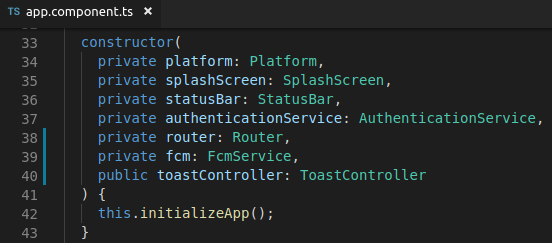 TS app.component.ts ×
33 constructor(
34 private platform: Platform,
35 private splashScreen: SplashScreen,
36 private statusBar: StatusBar,
37 private authenticationService: AuthenticationService,
38 private router: Router,
39 private fcm: FcmService,
40 public toastController: ToastController
41 ) {
42 this.initializeApp();
43 }